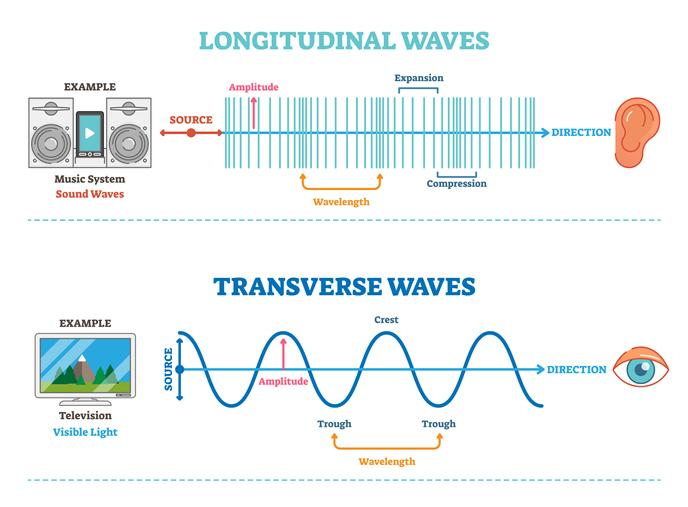 LONGITUDINAL WAVES
EXAMPLE
Amplitude
Expansion
SOURCE
DIRECTION
Music System
Sound Waves
Wavelength
Compression
TRANSVERSE WAVES
EXAMPLE
Crest
SOURCE
Amplitude
DIRECTION
Television
Visible Light
Trough
Trough
Wavelength